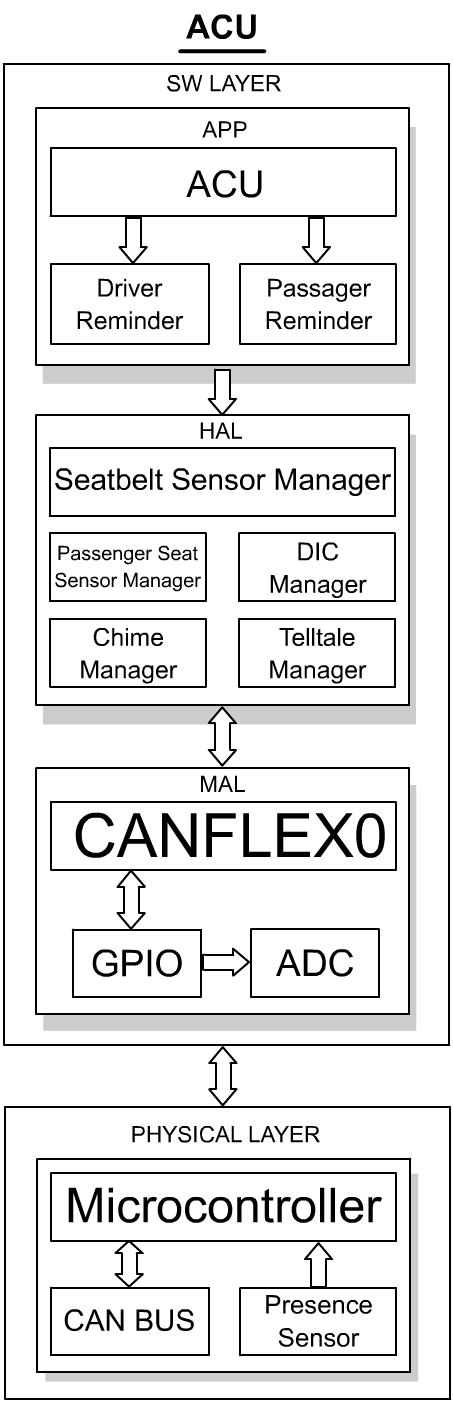 ACU
SW LAYER
APP
ACU
Driver
Reminder
Passager
Reminder
HAL
Seatbelt Sensor Manager
Passenger Seat
Sensor Manager
DIC
Manager
Chime
Manager
Telltale
Manager
MAL
CANFLEX0
GPIO
ADC
PHYSICAL LAYER
Microcontroller
CAN BUS
Presence
Sensor